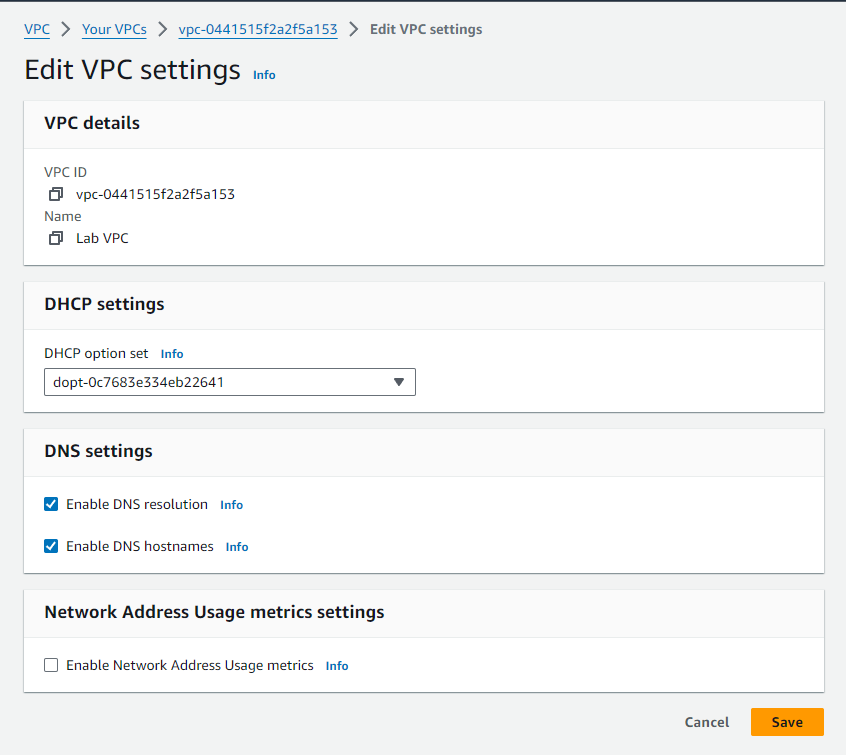 VPC > Your VPCs > vpc-0441515f2a2f5a153 > Edit VPC settings
Edit VPC settings Info
VPC details
VPC ID
vpc-0441515f2a2f5a153
Name
Lab VPC
DHCP settings
DHCP option set Info
dopt-0c7683e334eb22641
DNS settings
Enable DNS resolution Info
Enable DNS hostnames Info
Network Address Usage metrics settings
Enable Network Address Usage metrics Info
Cancel Save